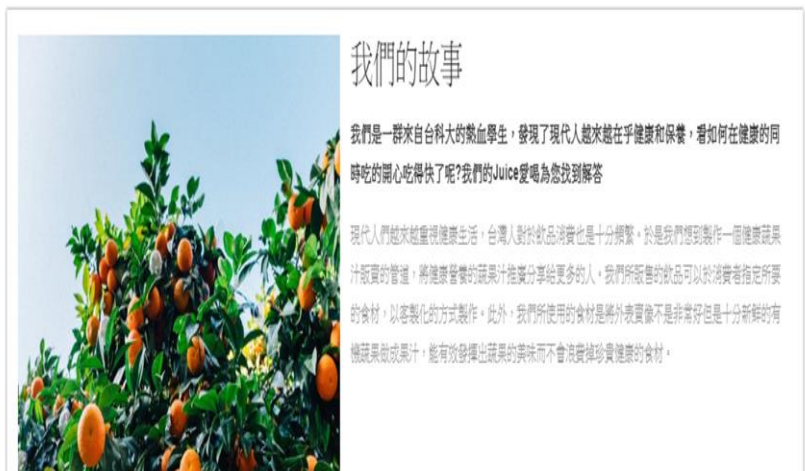 我們的故事
我們是一群來自台科大的熱血學生，發現了現代人越來越在乎健康和保養，看如何在健康的同
時吃的開心吃得快了呢?我們的Juice愛喝為您找到解答
現代人們越來越重視健康生活，台灣人對於飲品消費也是十分頻繁。於是我們想到製作一個健康蔬果
汁販賣的管道，將健康營養的蔬果汁推廣分享給更多的人。我們所販售的飲品可以於消費者指定所要
的食材，以客製化的方式製作。此外，我們所使用的食材是將外表賣像不是非常好但是十分新鮮的有
機蔬果做成果汁，能有效發揮出蔬果的美味而不會浪費掉珍貴健康的食材。